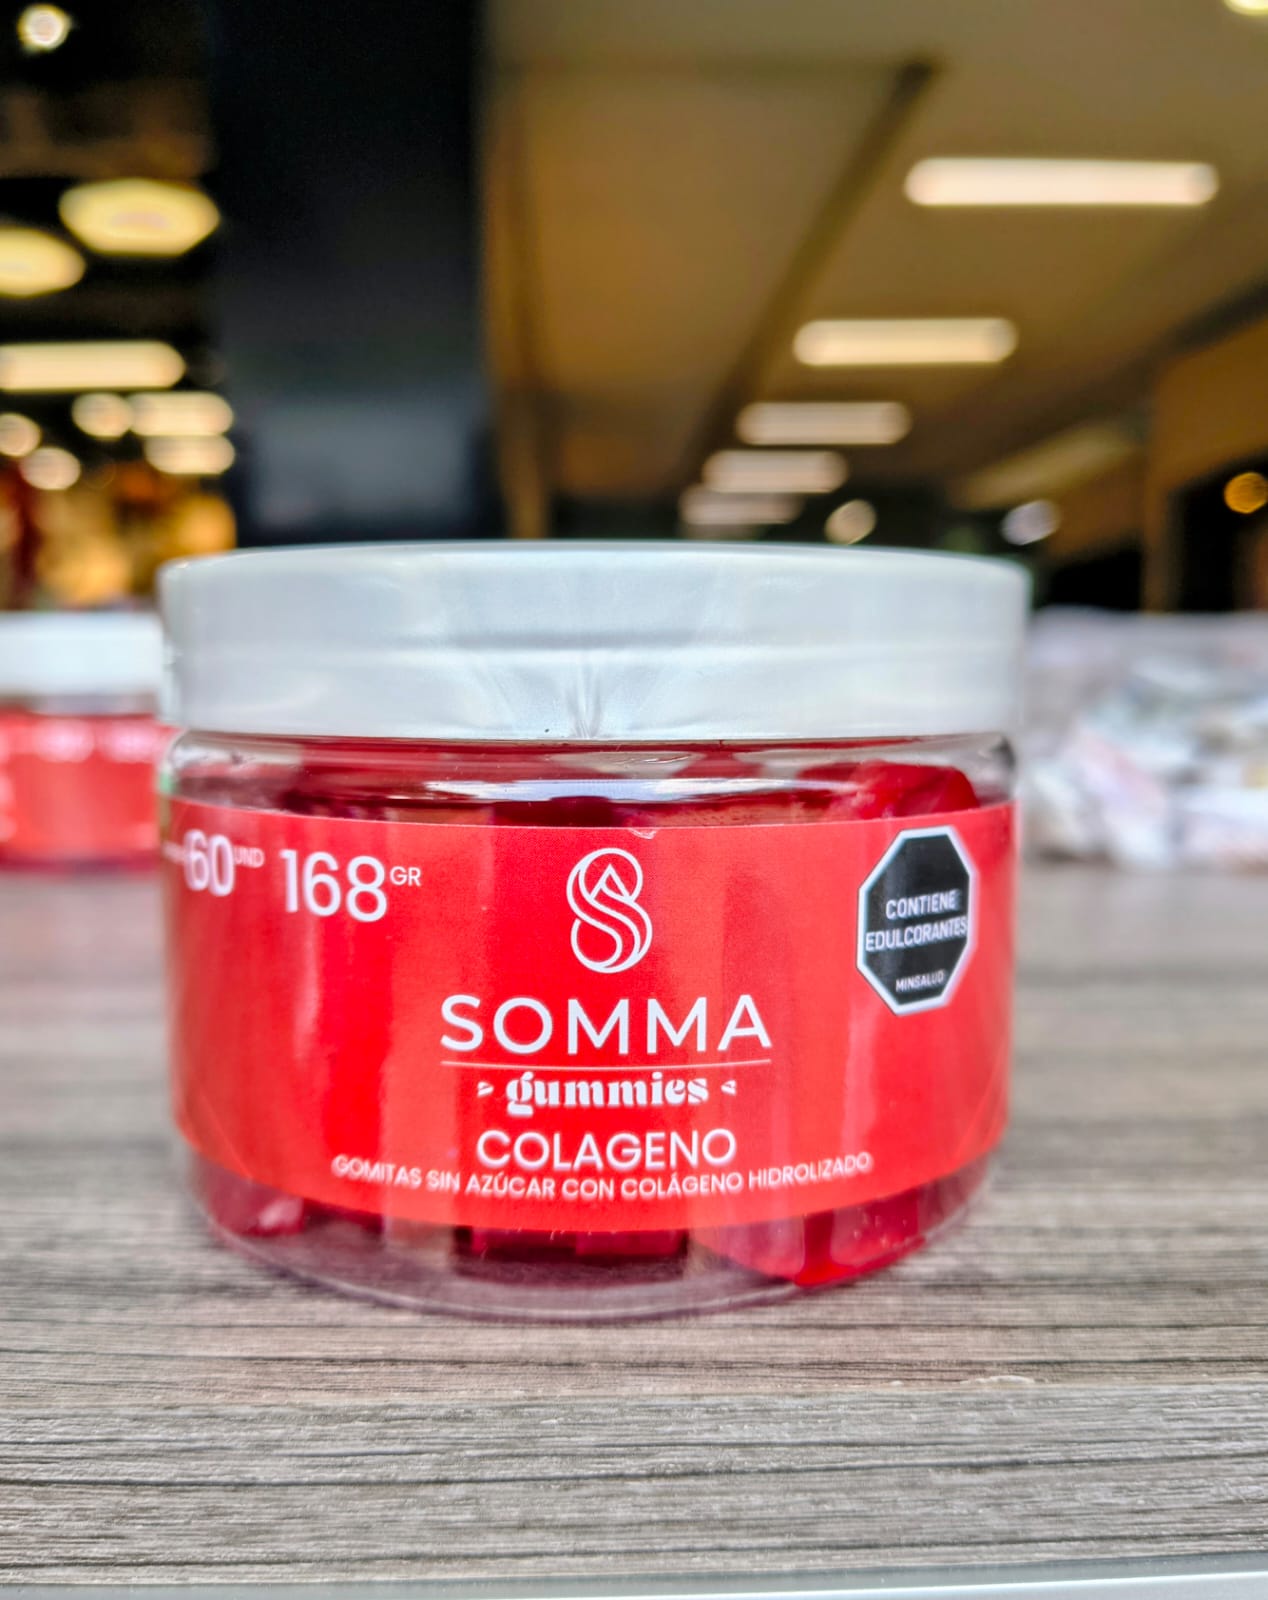 60 UND 168 GR
CONTIENE
EDULCORANTES
MINSALUD
SOMMA
gummies
COLAGENO
GOMITAS SIN AZÚCAR CON COLÁGENO HIDROLIZADO